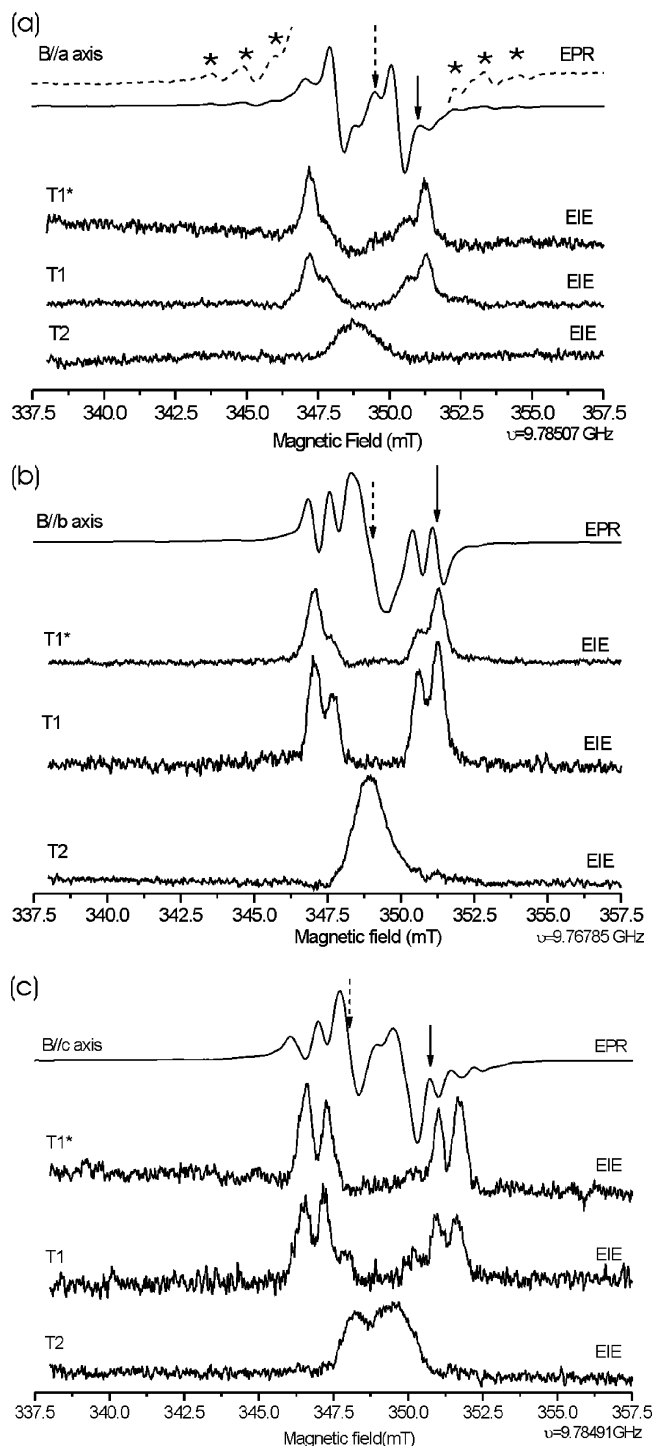 (a)
B//a axis * * * * * * EPR
T1* EIE
T1 EIE
T2 EIE
337.5 340.0 342.5 345.0 347.5 350.0 352.5 355.0 357.5
Magnetic Field (mT) υ=9.78507 GHz
(b)
B//b axis EPR
T1* EIE
T1 EIE
T2 EIE
337.5 340.0 342.5 345.0 347.5 350.0 352.5 355.0 357.5
Magnetic field (mT) υ=9.76785 GHz
(c)
B//c axis EPR
T1* EIE
T1 EIE
T2 EIE
337.5 340.0 342.5 345.0 347.5 350.0 352.5 355.0 357.5
Magnetic field(mT) υ=9.78491GHz